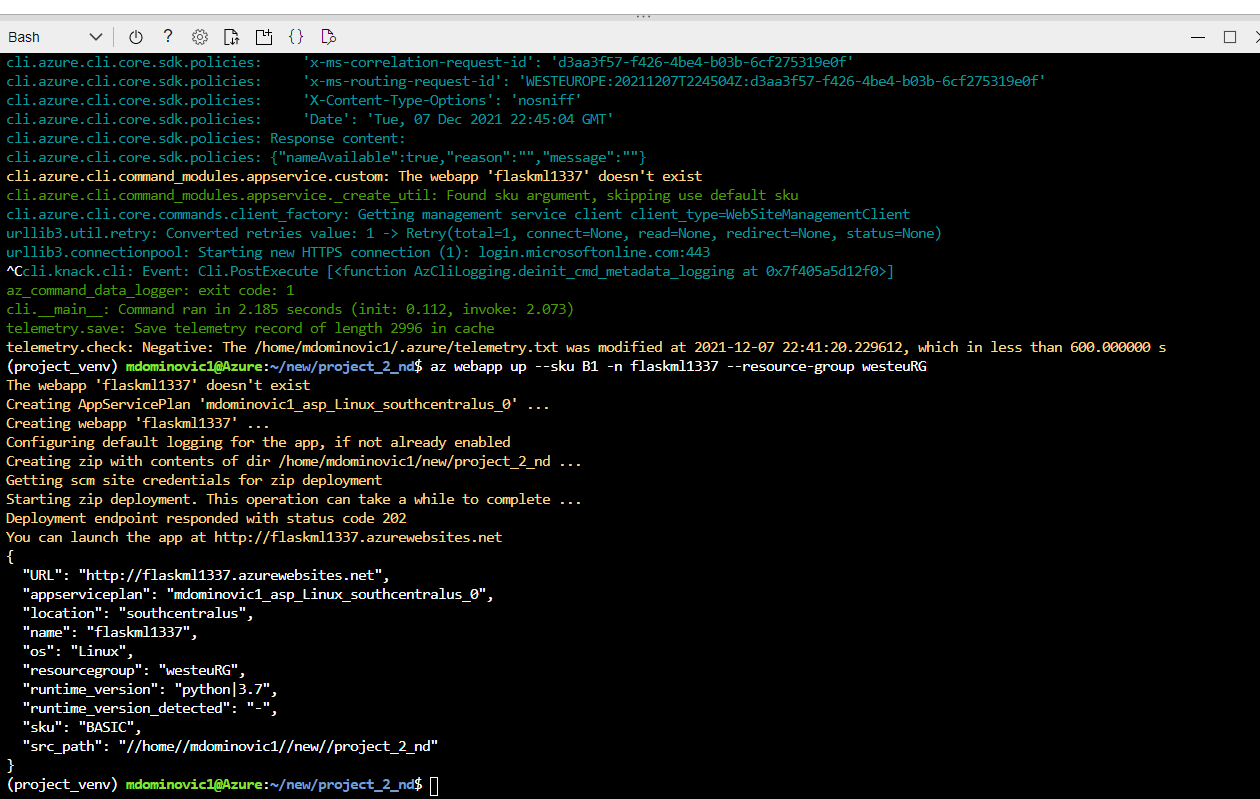 Bash
cli.azure.cli.core.sdk.policies:     'x-ms-correlation-request-id': 'd3aa3f57-f426-4be4-b03b-6cf275319e0f'
cli.azure.cli.core.sdk.policies:     'x-ms-routing-request-id': 'WESTEUROPE:20211207T224504Z:d3aa3f57-f426-4be4-b03b-6cf275319e0f'
cli.azure.cli.core.sdk.policies:     'X-Content-Type-Options': 'nosniff'
cli.azure.cli.core.sdk.policies:     'Date': 'Tue, 07 Dec 2021 22:45:04 GMT'
cli.azure.cli.core.sdk.policies: Response content:
cli.azure.cli.core.sdk.policies: {"nameAvailable":true,"reason":"","message":""}
cli.azure.cli.command_modules.appservice.custom: The webapp 'flaskml1337' doesn't exist
cli.azure.cli.command_modules.appservice._create_util: Found sku argument, skipping use default sku
cli.azure.cli.core.commands.client_factory: Getting management service client client_type=WebSiteManagementClient
urllib3.util.retry: Converted retries value: 1 -> Retry(total=1, connect=None, read=None, redirect=None, status=None)
urllib3.connectionpool: Starting new HTTPS connection (1): login.microsoftonline.com:443
^Ccli.knack.cli: Event: Cli.PostExecute [<function AzCliLogging.deinit_cmd_metadata_logging at 0x7f405a5d12f0>]
az_command_data_logger: exit code: 1
cli.__main__: Command ran in 2.185 seconds (init: 0.112, invoke: 2.073)
telemetry.save: Save telemetry record of length 2996 in cache
telemetry.check: Negative: The /home/mdominovic1/.azure/telemetry.txt was modified at 2021-12-07 22:41:20.229612, which in less than 600.000000 s
(project_venv) mdominovic1@Azure:~/new/project_2_nd$ az webapp up --sku B1 -n flaskml1337 --resource-group westeuRG
The webapp 'flaskml1337' doesn't exist
Creating AppServicePlan 'mdominovic1_asp_Linux_southcentralus_0' ...
Creating webapp 'flaskml1337' ...
Configuring default logging for the app, if not already enabled
Creating zip with contents of dir /home/mdominovic1/new/project_2_nd ...
Getting scm site credentials for zip deployment
Starting zip deployment. This operation can take a while to complete ...
Deployment endpoint responded with status code 202
You can launch the app at http://flaskml1337.azurewebsites.net
{
  "URL": "http://flaskml1337.azurewebsites.net",
  "appserviceplan": "mdominovic1_asp_Linux_southcentralus_0",
  "location": "southcentralus",
  "name": "flaskml1337",
  "os": "Linux",
  "resourcegroup": "westeuRG",
  "runtime_version": "python|3.7",
  "runtime_version_detected": "-",
  "sku": "BASIC",
  "src_path": "//home//mdominovic1//new//project_2_nd"
}
(project_venv) mdominovic1@Azure:~/new/project_2_nd$